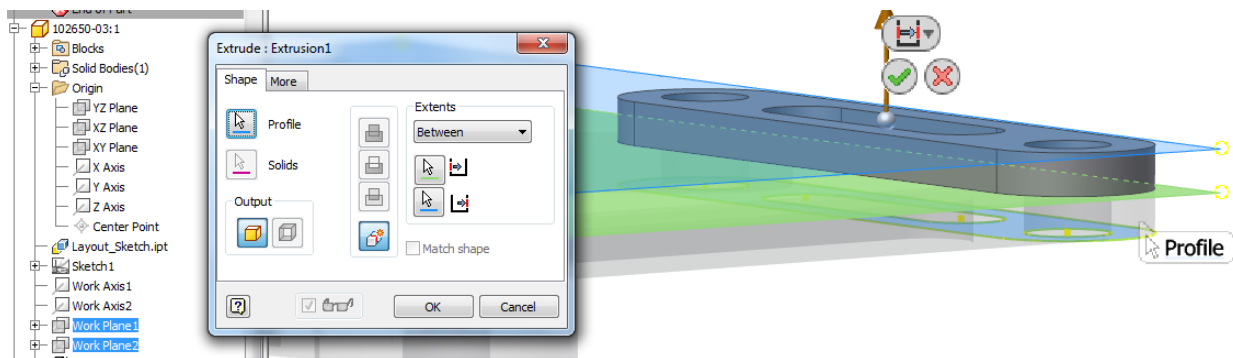 End of Part
102650-03:1
Blocks
Solid Bodies(1)
Origin
YZ Plane
XZ Plane
XY Plane
X Axis
Y Axis
Z Axis
Center Point
Layout_Sketch.ipt
Sketch1
Work Axis1
Work Axis2
Work Plane1
Work Plane2
Extrude : Extrusion1
Shape
More
Profile
Solids
Output
Extents
Between
Match shape
OK
Cancel
Profile